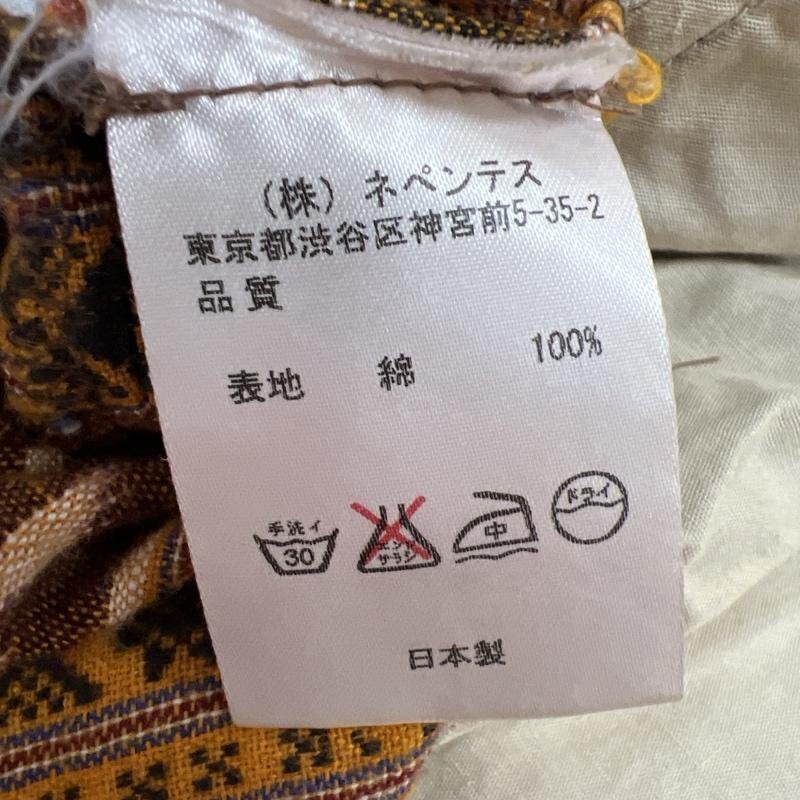 (株) ネペンテス
東京都渋谷区神宮前5-35-2
品質
表地 綿 100%
手洗イ
30
エンソ
サラシ
中
ドライ
日本製